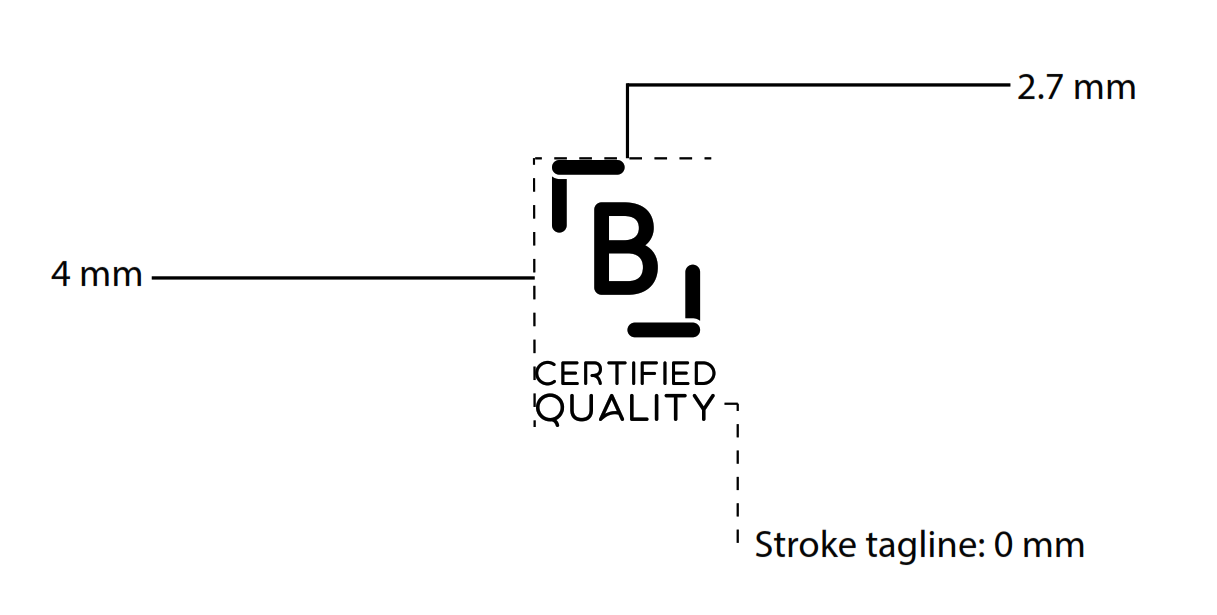 2.7 mm
B
4 mm
CERTIFIED
QUALITY
Stroke tagline: 0 mm